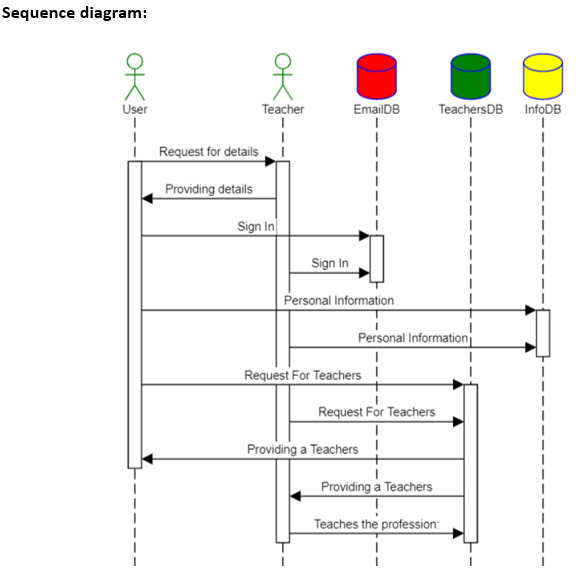 Sequence diagram:
User Teacher EmailDB TeachersDB InfoDB
Request for details
Providing details
Sign In
Sign In
Personal Information
Personal Information
Request For Teachers
Request For Teachers
Providing a Teachers
Providing a Teachers
Teaches the profession: